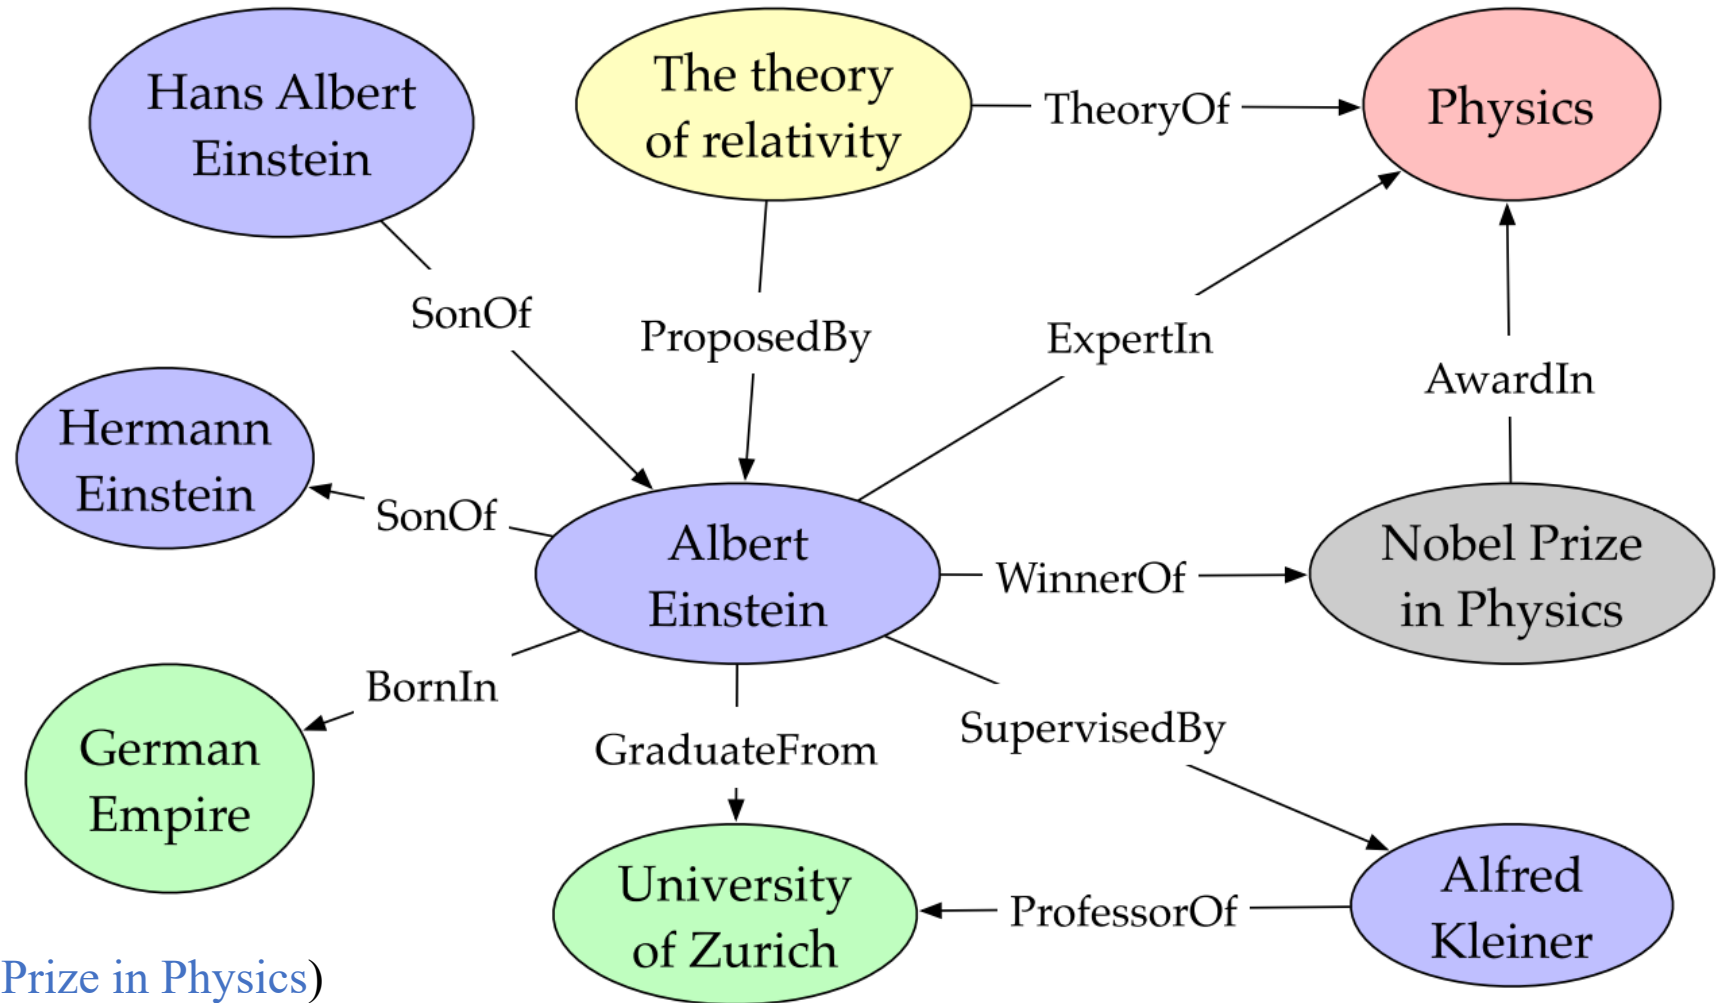 Hans Albert
Einstein
The theory
of relativity
TheoryOf
Physics
SonOf
ProposedBy
ExpertIn
AwardIn
Hermann
Einstein
SonOf
Albert
Einstein
WinnerOf
Nobel Prize
in Physics
BornIn
German
Empire
GraduateFrom
SupervisedBy
University
of Zurich
ProfessorOf
Alfred
Kleiner
Prize in Physics)